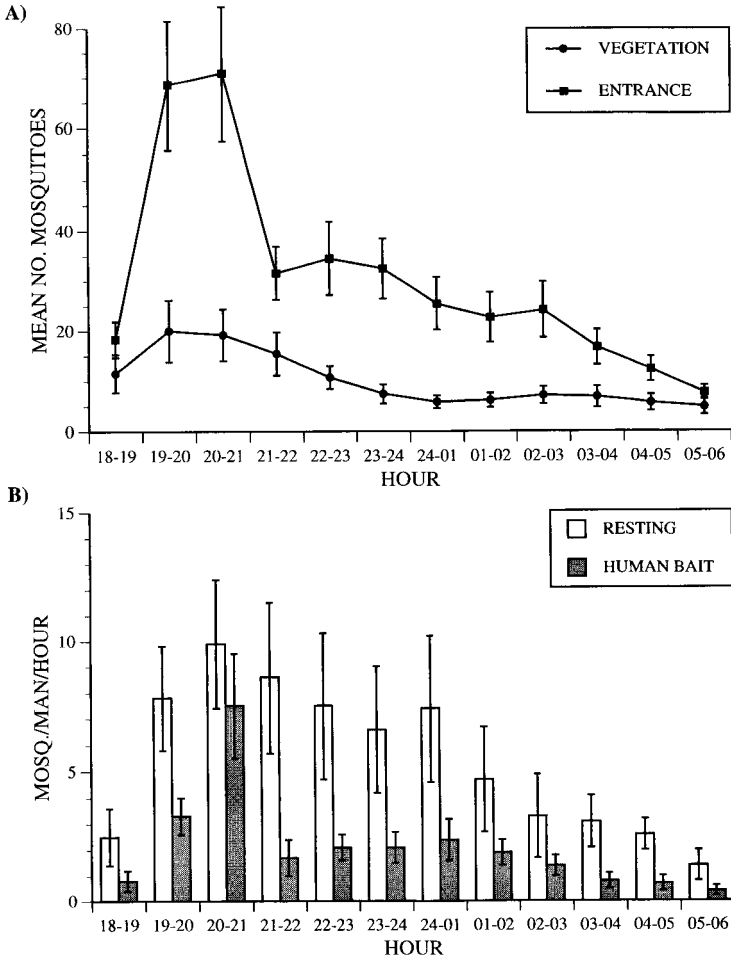 A)
80
60
40
20
0
MEAN NO. MOSQUITOES
VEGETATION
ENTRANCE
18-19 19-20 20-21 21-22 22-23 23-24 24-01 01-02 02-03 03-04 04-05 05-06
HOUR
B)
15
10
5
0
MOSQ./MAN/HOUR
RESTING
HUMAN BAIT
18-19 19-20 20-21 21-22 22-23 23-24 24-01 01-02 02-03 03-04 04-05 05-06
HOUR